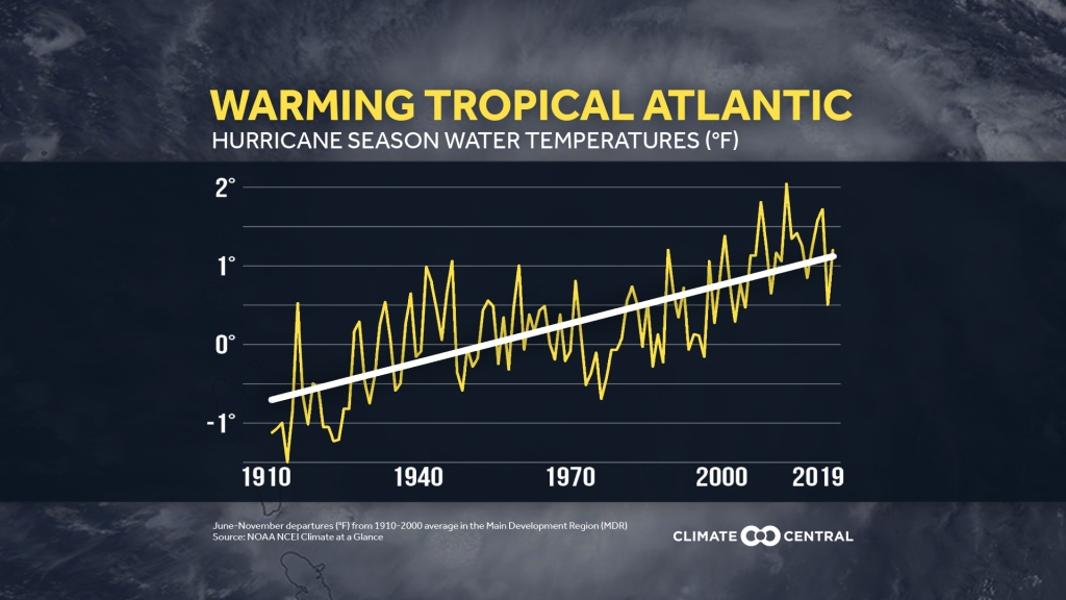 WARMING TROPICAL ATLANTIC
HURRICANE SEASON WATER TEMPERATURES (°F)
2°
1°
0°
-1°
1910 1940 1970 2000 2019
June-November departures (°F) from 1910-2000 average in the Main Development Region (MDR)
Source: NOAA NCEI Climate at a Glance
CLIMATE CENTRAL